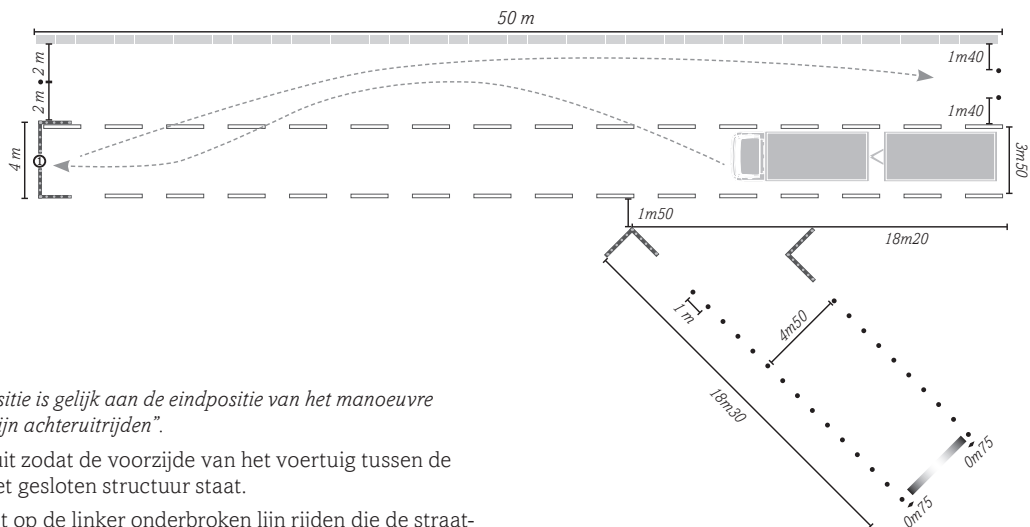 50 m
2 m
1m40
2 m
1m40
4 m
1
3m50
1m50
18m20
1 m
4m50
18m30
0m75
0m75
sitie is gelijk aan de eindpositie van het manoeuvre
ijn achteruitrijden”.
uit zodat de voorzijde van het voertuig tussen de
et gesloten structuur staat.
t op de linker onderbroken lijn rijden die de straat-